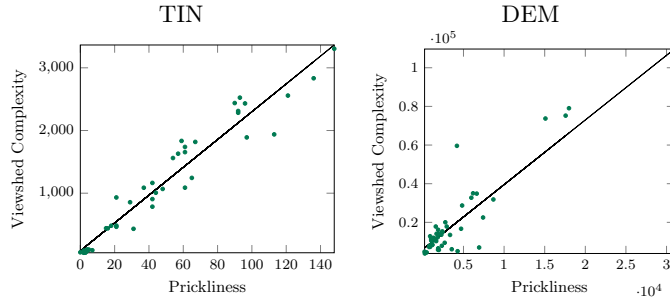 TIN
Viewshed Complexity
3,000
2,000
1,000
0 20 40 60 80 100 120 140
Prickliness
DEM
·10^5
Viewshed Complexity
1
0.8
0.6
0.4
0.2
0.5 1 1.5 2 2.5 3
Prickliness
·10^4